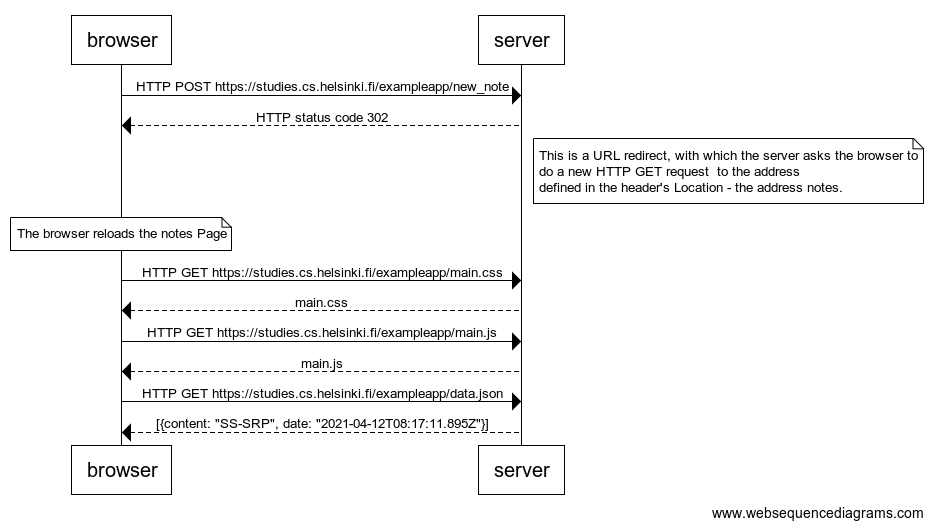 browser server
HTTP POST https://studies.cs.helsinki.fi/exampleapp/new_note
HTTP status code 302
This is a URL redirect, with which the server asks the browser to
do a new HTTP GET request  to the address
defined in the header's Location - the address notes.
The browser reloads the notes Page
HTTP GET https://studies.cs.helsinki.fi/exampleapp/main.css
main.css
HTTP GET https://studies.cs.helsinki.fi/exampleapp/main.js
main.js
HTTP GET https://studies.cs.helsinki.fi/exampleapp/data.json
[{content: "SS-SRP", date: "2021-04-12T08:17:11.895Z"}]
browser server
www.websequencediagrams.com